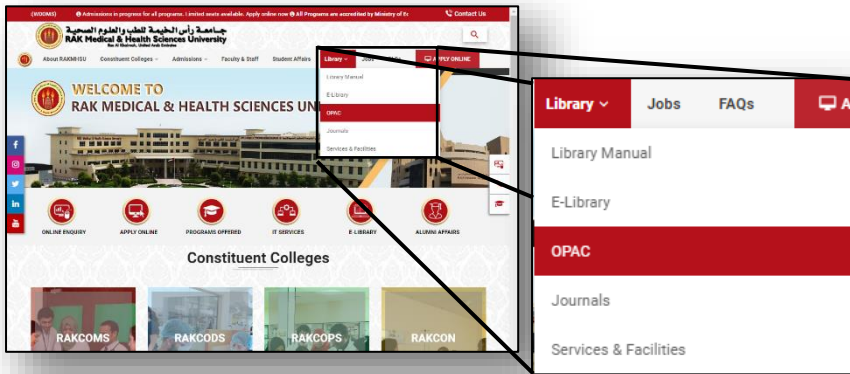 (WDOMS) Admissions in progress for all programs. Limited seats available. Apply online now All Programs are accredited by Ministry of E
Contact Us
جامعة رأس الخيمة للطب والعلوم الصحية
RAK Medical & Health Sciences University
Ras Al Khaimah, United Arab Emirates
About RAKMHSU Constituent Colleges Admissions Faculty & Staff Student Affairs Library Jobs FAQs APPLY ONLINE
Library Manual
E-Library
OPAC
Journals
Services & Facilities
WELCOME TO
RAK MEDICAL & HEALTH SCIENCES UN
ONLINE ENQUIRY APPLY ONLINE PROGRAMS OFFERED IT SERVICES E-LIBRARY ALUMNI AFFAIRS
Constituent Colleges
RAKCOMS RAKCODS RAKCOPS RAKCON
Library Jobs FAQs A
Library Manual
E-Library
OPAC
Journals
Services & Facilities